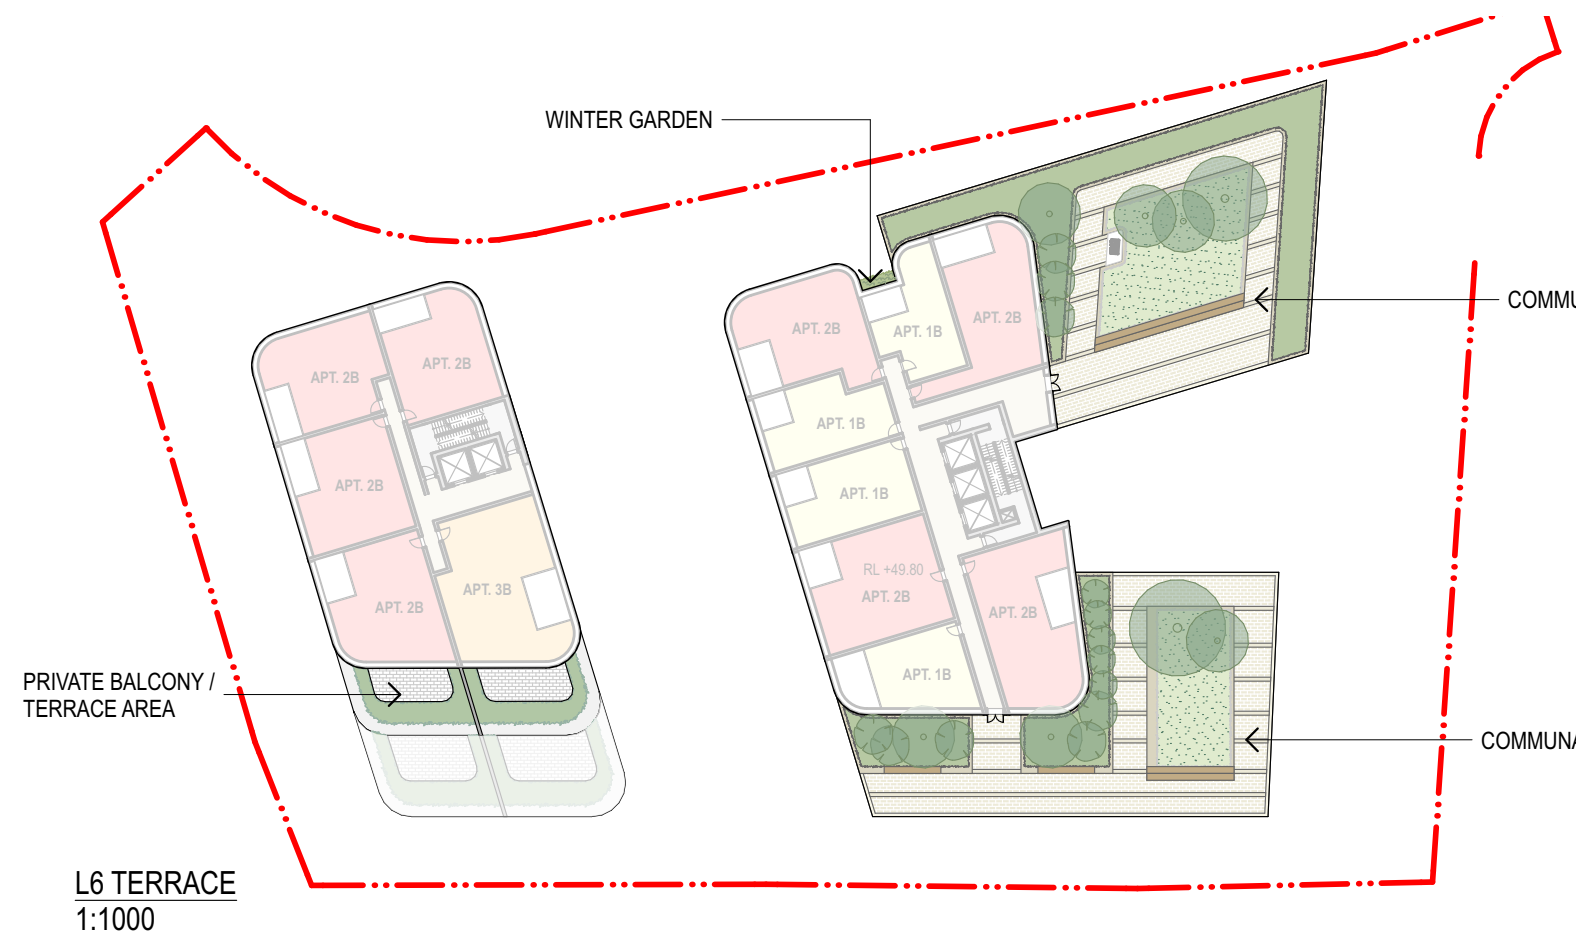 WINTER GARDEN
COMMU
APT. 2B
APT. 1B
APT. 2B
APT. 2B
APT. 2B
APT. 1B
APT. 2B
APT. 1B
RL +49.80
APT. 2B
APT. 3B
APT. 2B
APT. 2B
APT. 1B
PRIVATE BALCONY /
TERRACE AREA
COMMUNA
L6 TERRACE
1:1000